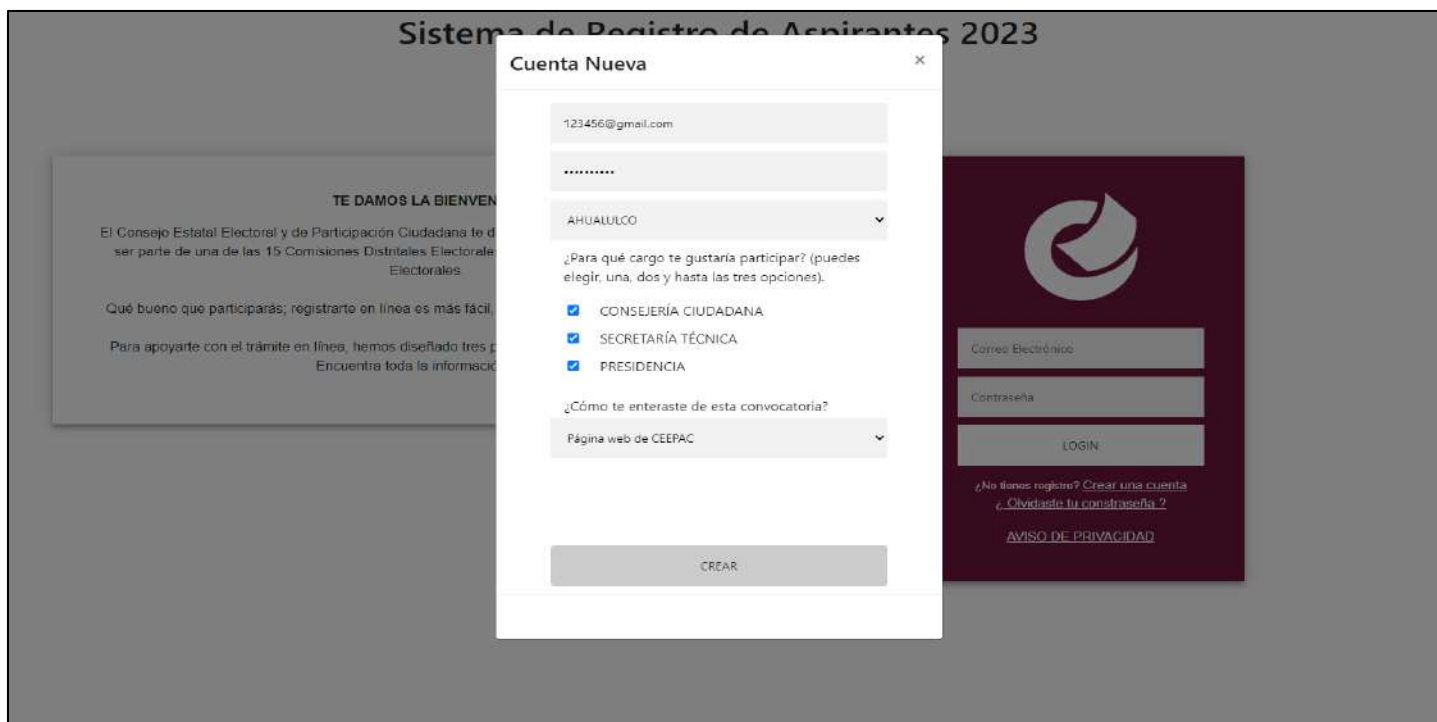 Sistema de Registro de Aspirantes 2023
Cuenta Nueva
×
123456@gmail.com
••••••••••
AHUALULCO
¿Para qué cargo te gustaría participar? (puedes
elegir, una, dos y hasta las tres opciones).
CONSEJERÍA CIUDADANA
SECRETARÍA TÉCNICA
PRESIDENCIA
¿Cómo te enteraste de esta convocatoria?
Página web de CEEPAC
CREAR
TE DAMOS LA BIENVEN
El Consejo Estatal Electoral y de Participación Ciudadana te d
ser parte de una de las 15 Comisiones Distritales Electorale
Electorales.
Qué bueno que participarás; registrarte en línea es más fácil,
Para apoyarte con el trámite en línea, hemos diseñado tres p
Encuentra toda la informació
Correo Electrónico
Contraseña
LOGIN
¿No tienes registro? Crear una cuenta
¿ Olvidaste tu constraseña ?
AVISO DE PRIVACIDAD